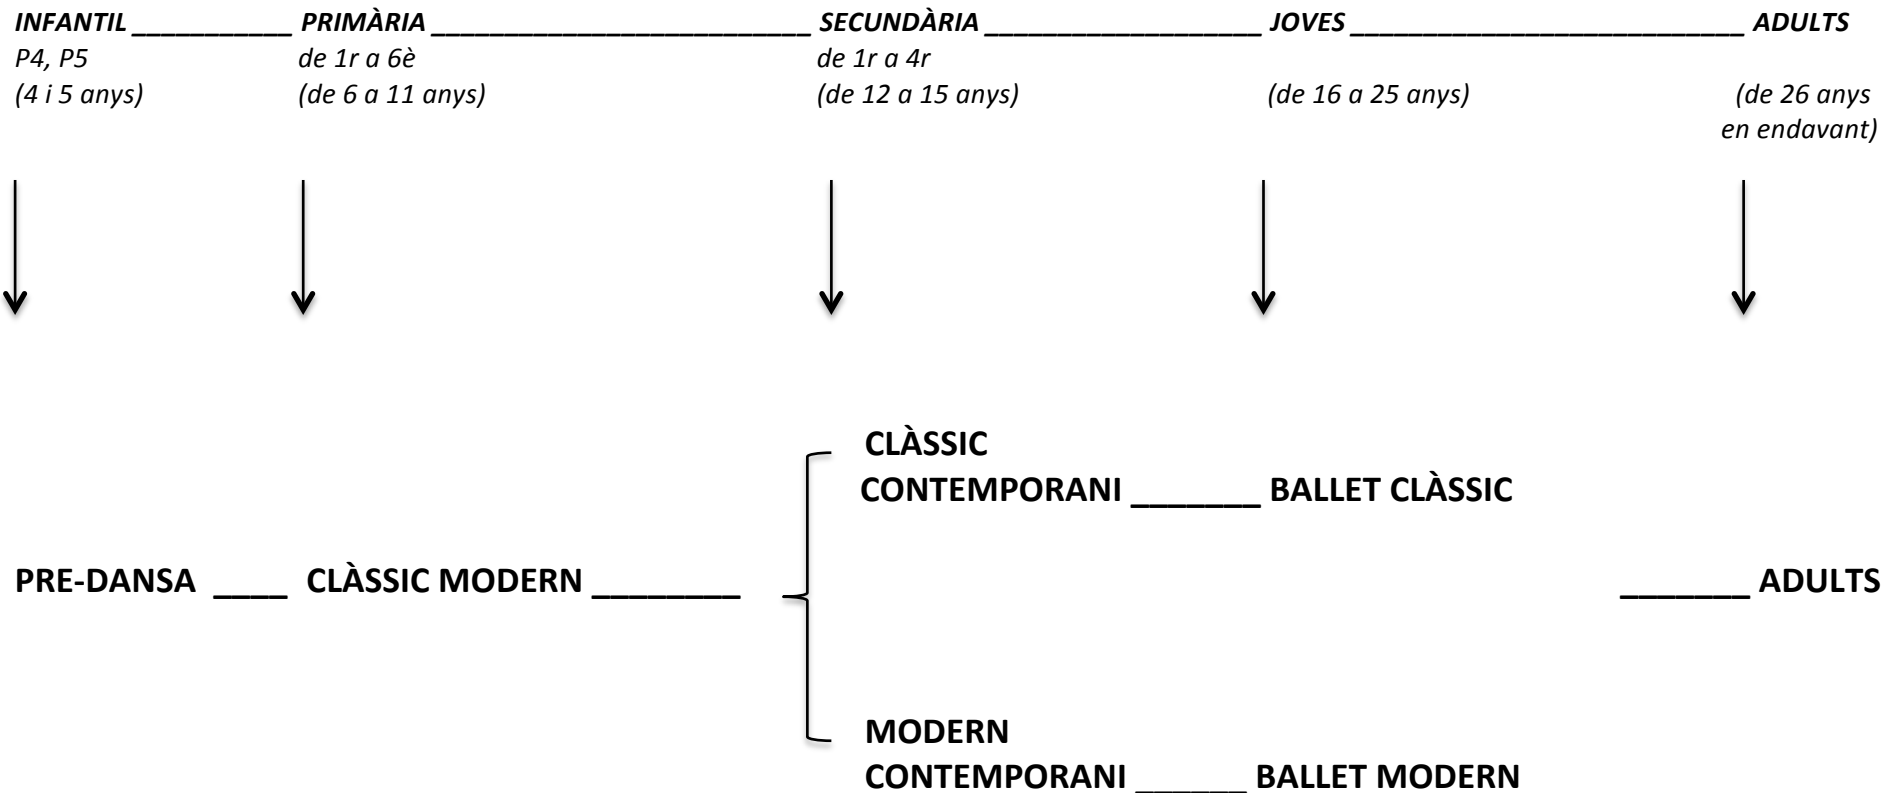 INFANTIL ___________ PRIMÀRIA __________________________ SECUNDÀRIA ___________________ JOVES ___________________________ ADULTS
P4, P5 de 1r a 6è de 1r a 4r
(4 i 5 anys) (de 6 a 11 anys) (de 12 a 15 anys) (de 16 a 25 anys) (de 26 anys
en endavant)
CLÀSSIC
CONTEMPORANI _______ BALLET CLÀSSIC
PRE-DANSA ____ CLÀSSIC MODERN ________ _______ ADULTS
MODERN
CONTEMPORANI ______ BALLET MODERN